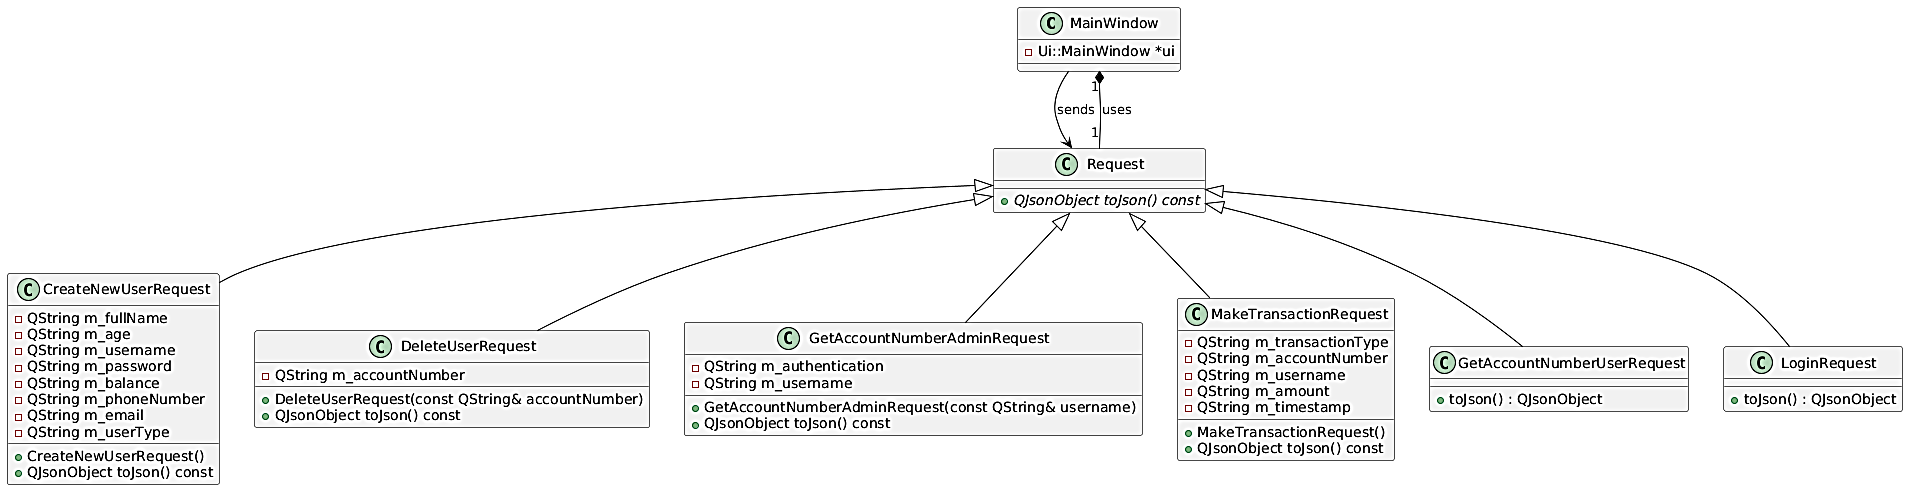 C MainWindow
Ui::MainWindow *ui
1
sends
uses
1
C Request
QJsonObject toJson() const
C CreateNewUserRequest
QString m_fullName
QString m_age
QString m_username
QString m_password
QString m_balance
QString m_phoneNumber
QString m_email
QString m_userType
CreateNewUserRequest()
QJsonObject toJson() const
C DeleteUserRequest
QString m_accountNumber
DeleteUserRequest(const QString& accountNumber)
QJsonObject toJson() const
C GetAccountNumberAdminRequest
QString m_authentication
QString m_username
GetAccountNumberAdminRequest(const QString& username)
QJsonObject toJson() const
C MakeTransactionRequest
QString m_transactionType
QString m_accountNumber
QString m_username
QString m_amount
QString m_timestamp
MakeTransactionRequest()
QJsonObject toJson() const
C GetAccountNumberUserRequest
toJson() : QJsonObject
C LoginRequest
toJson() : QJsonObject